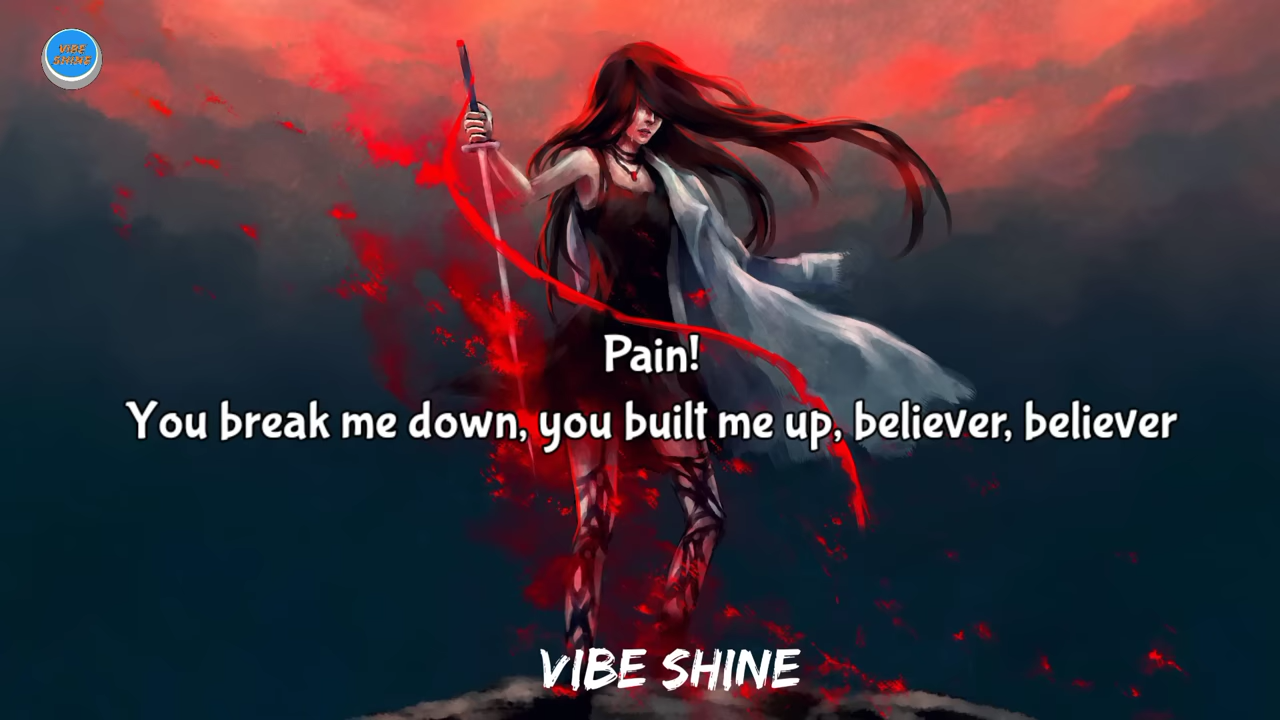 VIBE
SHINE
Pain!
You break me down, you built me up, believer, believer
VIBE SHINE